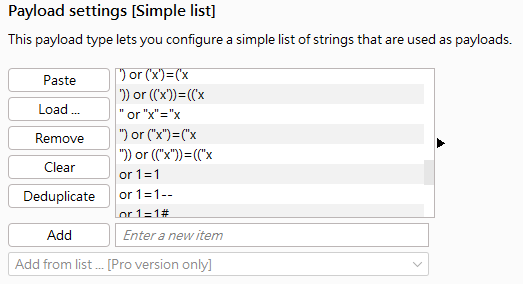 Payload settings [Simple list]
This payload type lets you configure a simple list of strings that are used as payloads.
Paste
Load ...
Remove
Clear
Deduplicate
') or ('x')=('x
')) or (('x'))=(('x
" or "x"="x
") or ("x")=("x
")) or (("x"))=(("x
or 1=1
or 1=1--
or 1=1#
Add
Enter a new item
Add from list ... [Pro version only]